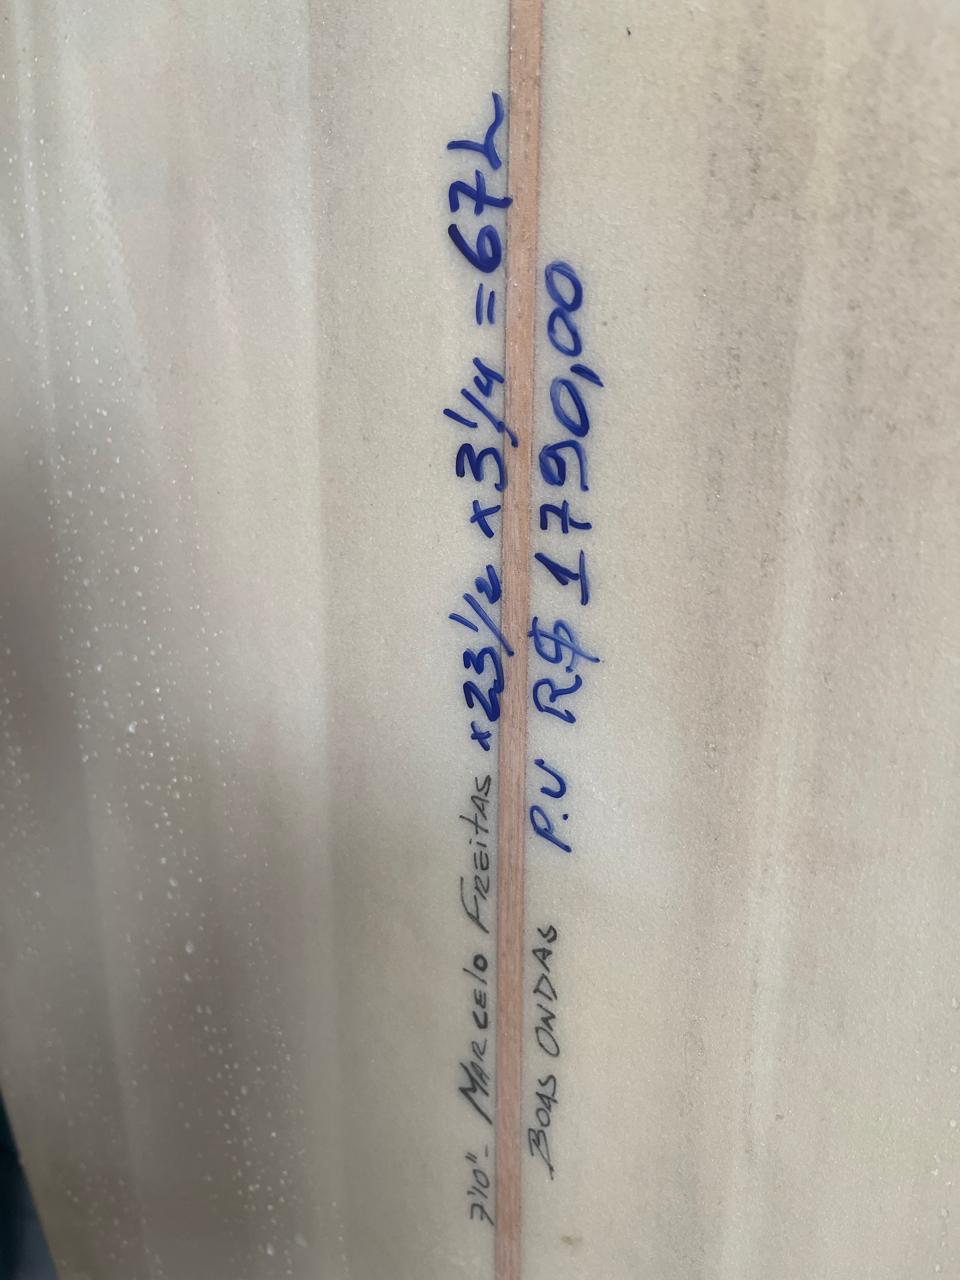 7'10"- MARCELO FREITAS x 23 1/2 x 3 1/4 = 67L
BOAS ONDAS P.U R$ 1790,00